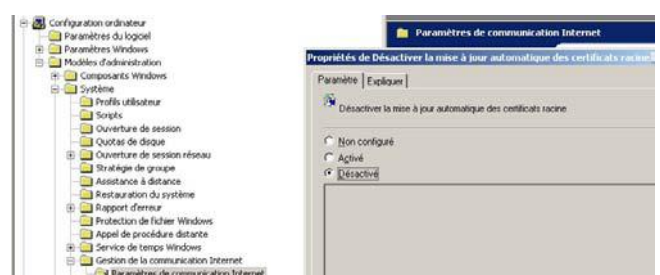 Configuration ordinateur
Paramètres du logiciel
Paramètres Windows
Modèles d'administration
Composants Windows
Système
Profils utilisateur
Scripts
Ouverture de session
Quotas de disque
Ouverture de session réseau
Stratégie de groupe
Assistance à distance
Restauration du système
Rapport d'erreur
Protection de fichier Windows
Appel de procédure distante
Service de temps Windows
Gestion de la communication Internet
Paramètres de communication Internet
Paramètres de communication Internet
Propriétés de Désactiver la mise à jour automatique des certificats racine
Paramètre
Expliquer
Désactiver la mise à jour automatique des certificats racine
Non configuré
Activé
Désactivé